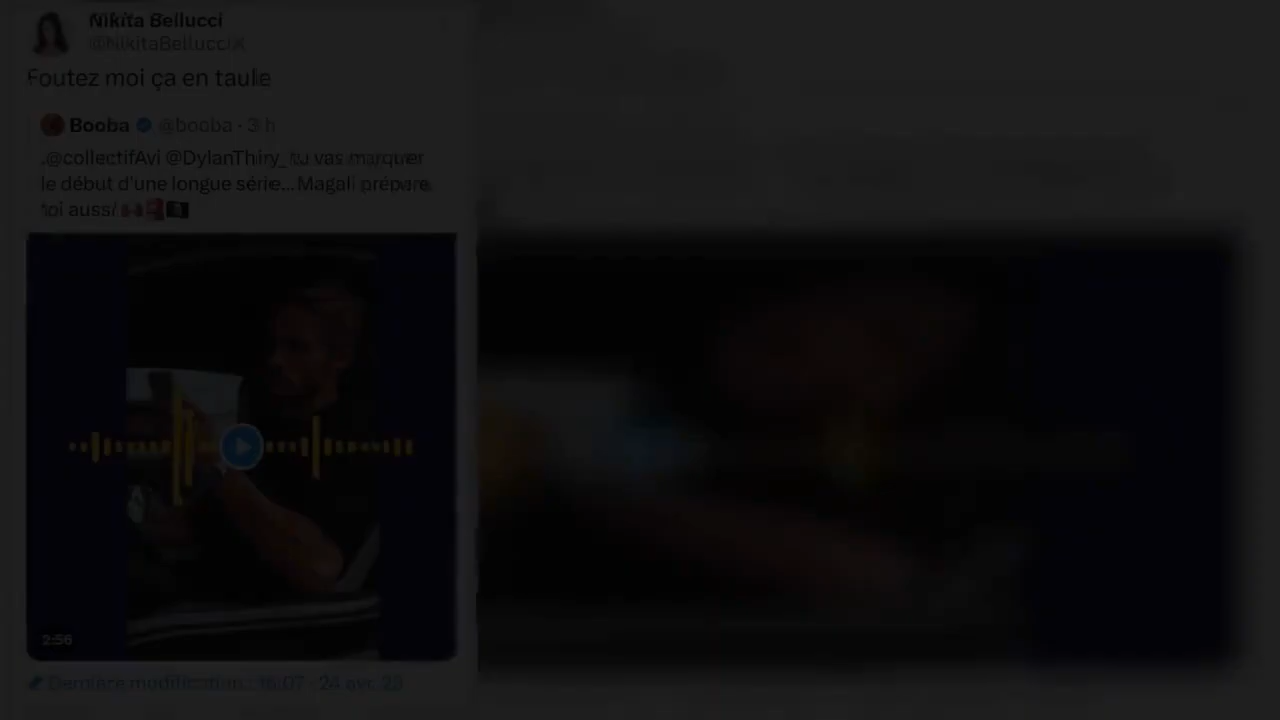 Nikita Bellucci
@NikitaBellucciX
Foutez moi ça en taule
Booba @booba · 3 h
.@collectifAvi @DylanThiry_ tu vas marquer
le début d'une longue série... Magali prépare
toi aussi
2:56
Dernière modification : 16:07 · 24 avr. 23